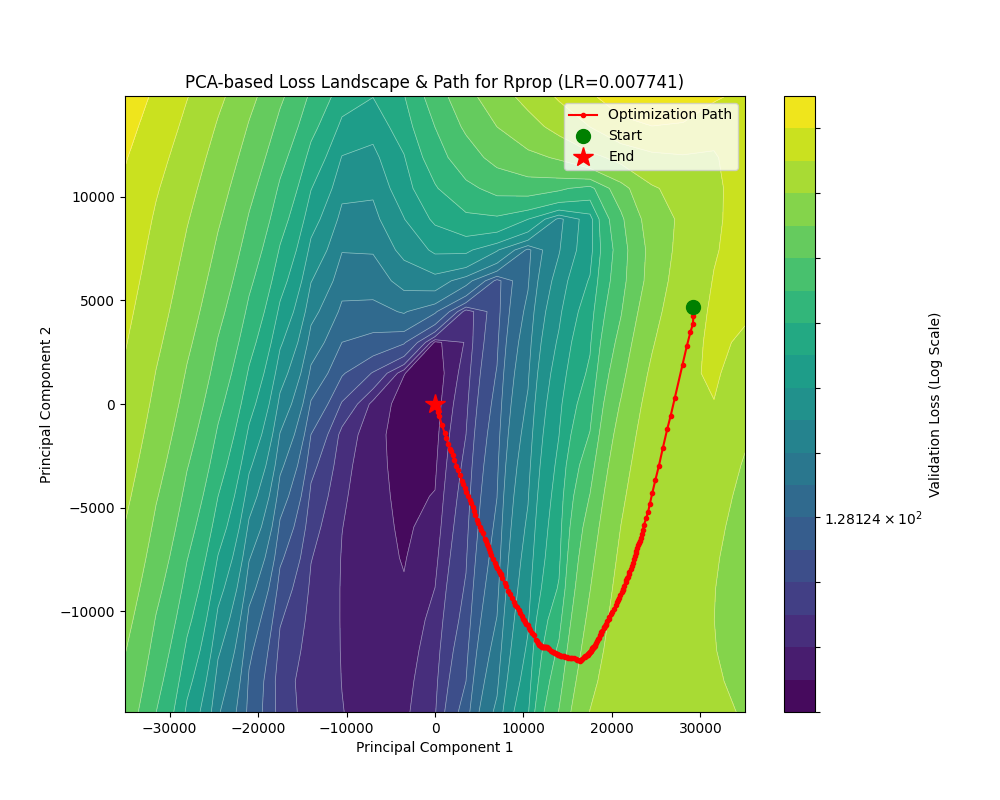 PCA-based Loss Landscape & Path for Rprop (LR=0.007741)
Optimization Path
Start
End
10000
5000
0
−5000
−10000
Principal Component 2
−30000
−20000
−10000
0
10000
20000
30000
Principal Component 1
1.28124 × 10²
Validation Loss (Log Scale)